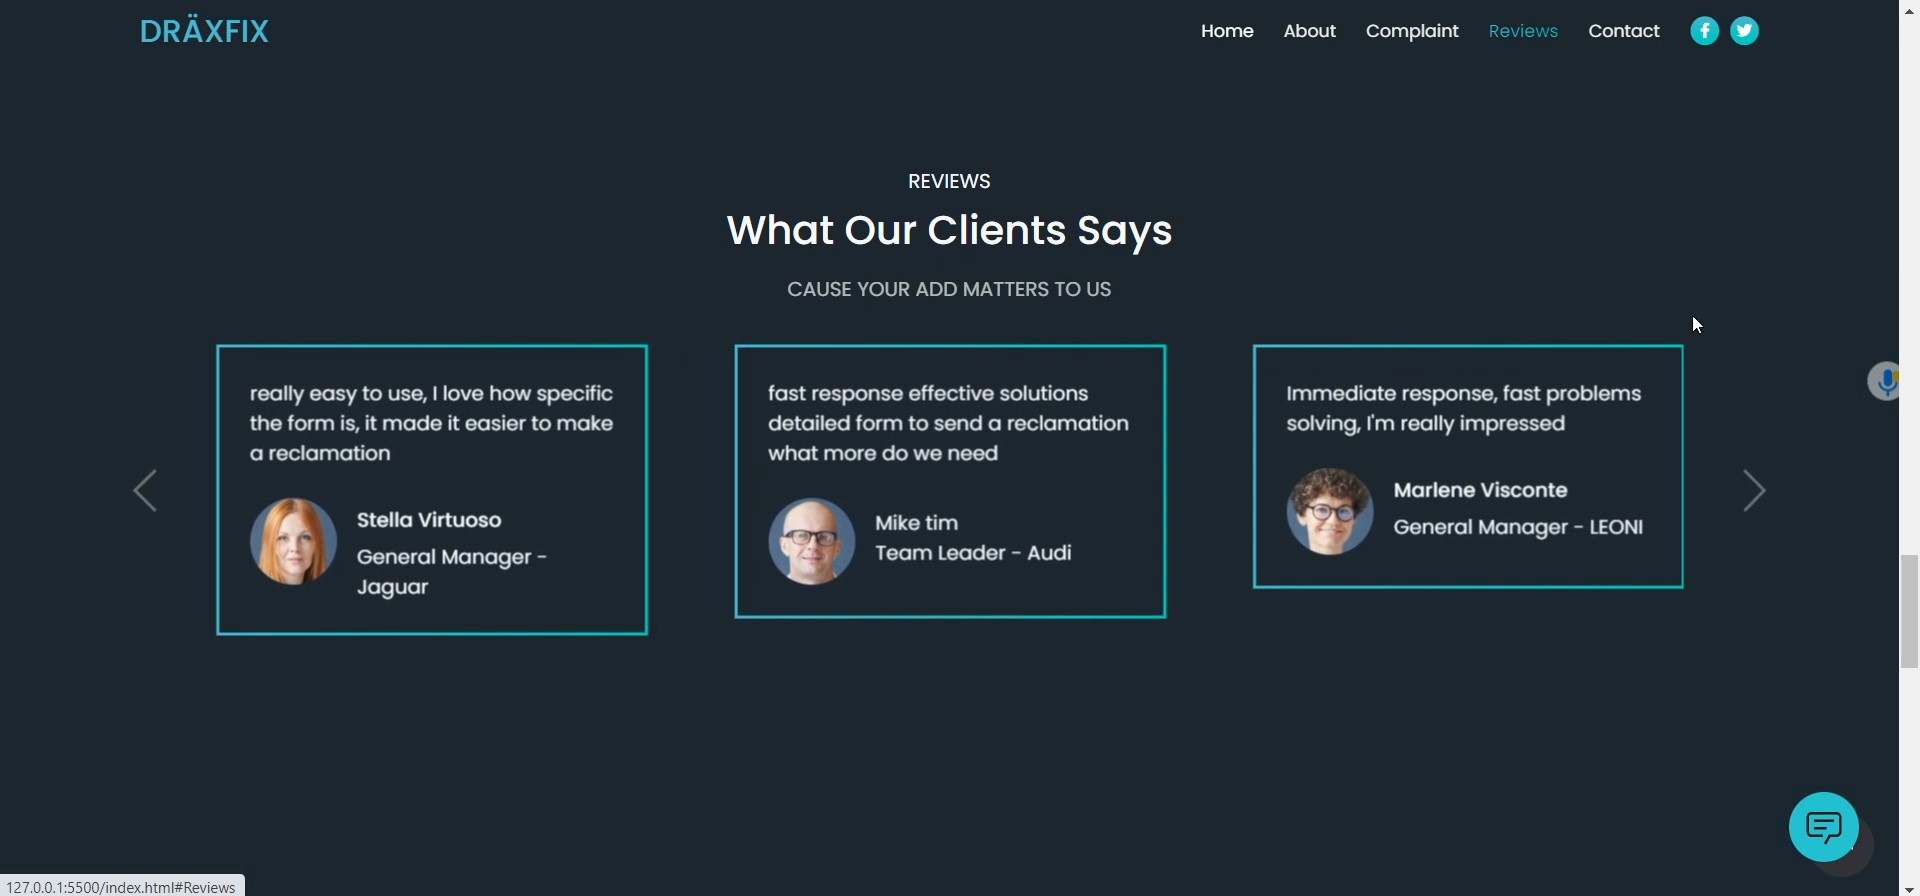 DRÄXFIX
Home About Complaint Reviews Contact
REVIEWS
What Our Clients Says
CAUSE YOUR ADD MATTERS TO US
really easy to use, I love how specific
the form is, it made it easier to make
a reclamation
Stella Virtuoso
General Manager -
Jaguar
fast response effective solutions
detailed form to send a reclamation
what more do we need
Mike tim
Team Leader - Audi
Immediate response, fast problems
solving, I'm really impressed
Marlene Visconte
General Manager - LEONI
127.0.0.1:5500/index.html#Reviews